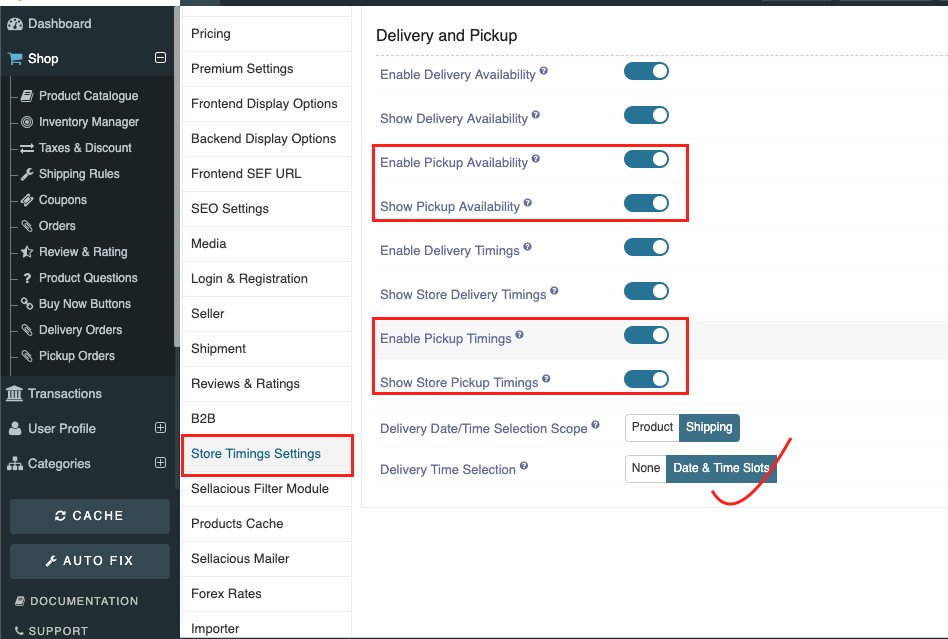 Dashboard
Shop
Product Catalogue
Inventory Manager
Taxes & Discount
Shipping Rules
Coupons
Orders
Review & Rating
Product Questions
Buy Now Buttons
Delivery Orders
Pickup Orders
Transactions
User Profile
Categories
CACHE
AUTO FIX
DOCUMENTATION
SUPPORT
Pricing
Premium Settings
Frontend Display Options
Backend Display Options
Frontend SEF URL
SEO Settings
Media
Login & Registration
Seller
Shipment
Reviews & Ratings
B2B
Store Timings Settings
Sellacious Filter Module
Products Cache
Sellacious Mailer
Forex Rates
Importer
Delivery and Pickup
Enable Delivery Availability
Show Delivery Availability
Enable Pickup Availability
Show Pickup Availability
Enable Delivery Timings
Show Store Delivery Timings
Enable Pickup Timings
Show Store Pickup Timings
Delivery Date/Time Selection Scope Product Shipping
Delivery Time Selection None Date & Time Slots